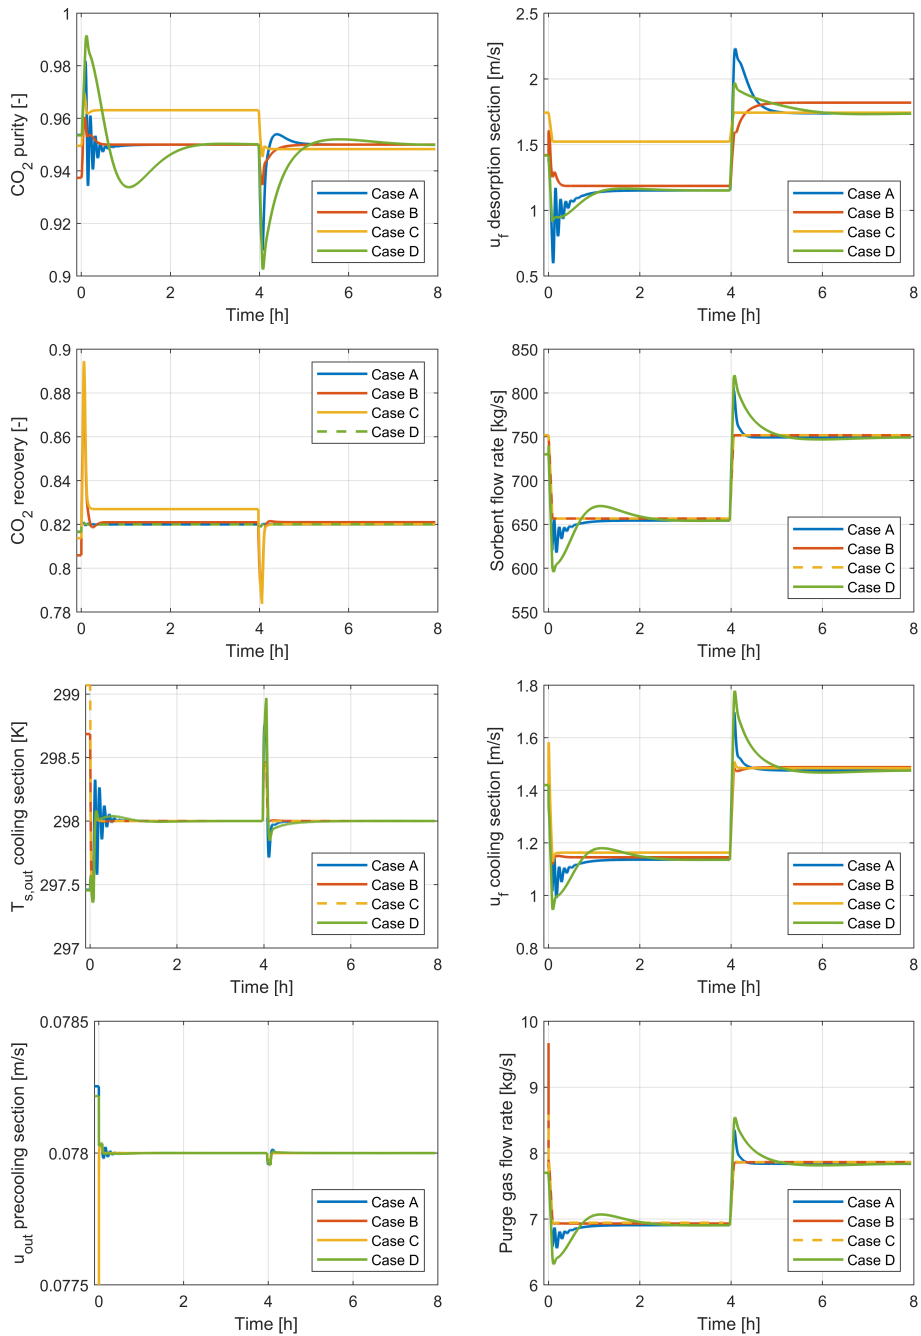 1
0.98
0.96
0.94
0.92
0.9
CO2 purity [-]
Case A
Case B
Case C
Case D
0 2 4 6 8
Time [h]
2.5
2
1.5
1
0.5
uf desorption section [m/s]
Case A
Case B
Case C
Case D
0 2 4 6 8
Time [h]
0.9
0.88
0.86
0.84
0.82
0.8
0.78
CO2 recovery [-]
Case A
Case B
Case C
Case D
0 2 4 6 8
Time [h]
850
800
750
700
650
600
550
Sorbent flow rate [kg/s]
Case A
Case B
Case C
Case D
0 2 4 6 8
Time [h]
299
298.5
298
297.5
297
Ts,out cooling section [K]
Case A
Case B
Case C
Case D
0 2 4 6 8
Time [h]
1.8
1.6
1.4
1.2
1
0.8
uf cooling section [m/s]
Case A
Case B
Case C
Case D
0 2 4 6 8
Time [h]
0.0785
0.078
0.0775
uout precooling section [m/s]
Case A
Case B
Case C
Case D
0 2 4 6 8
Time [h]
10
9
8
7
6
Purge gas flow rate [kg/s]
Case A
Case B
Case C
Case D
0 2 4 6 8
Time [h]